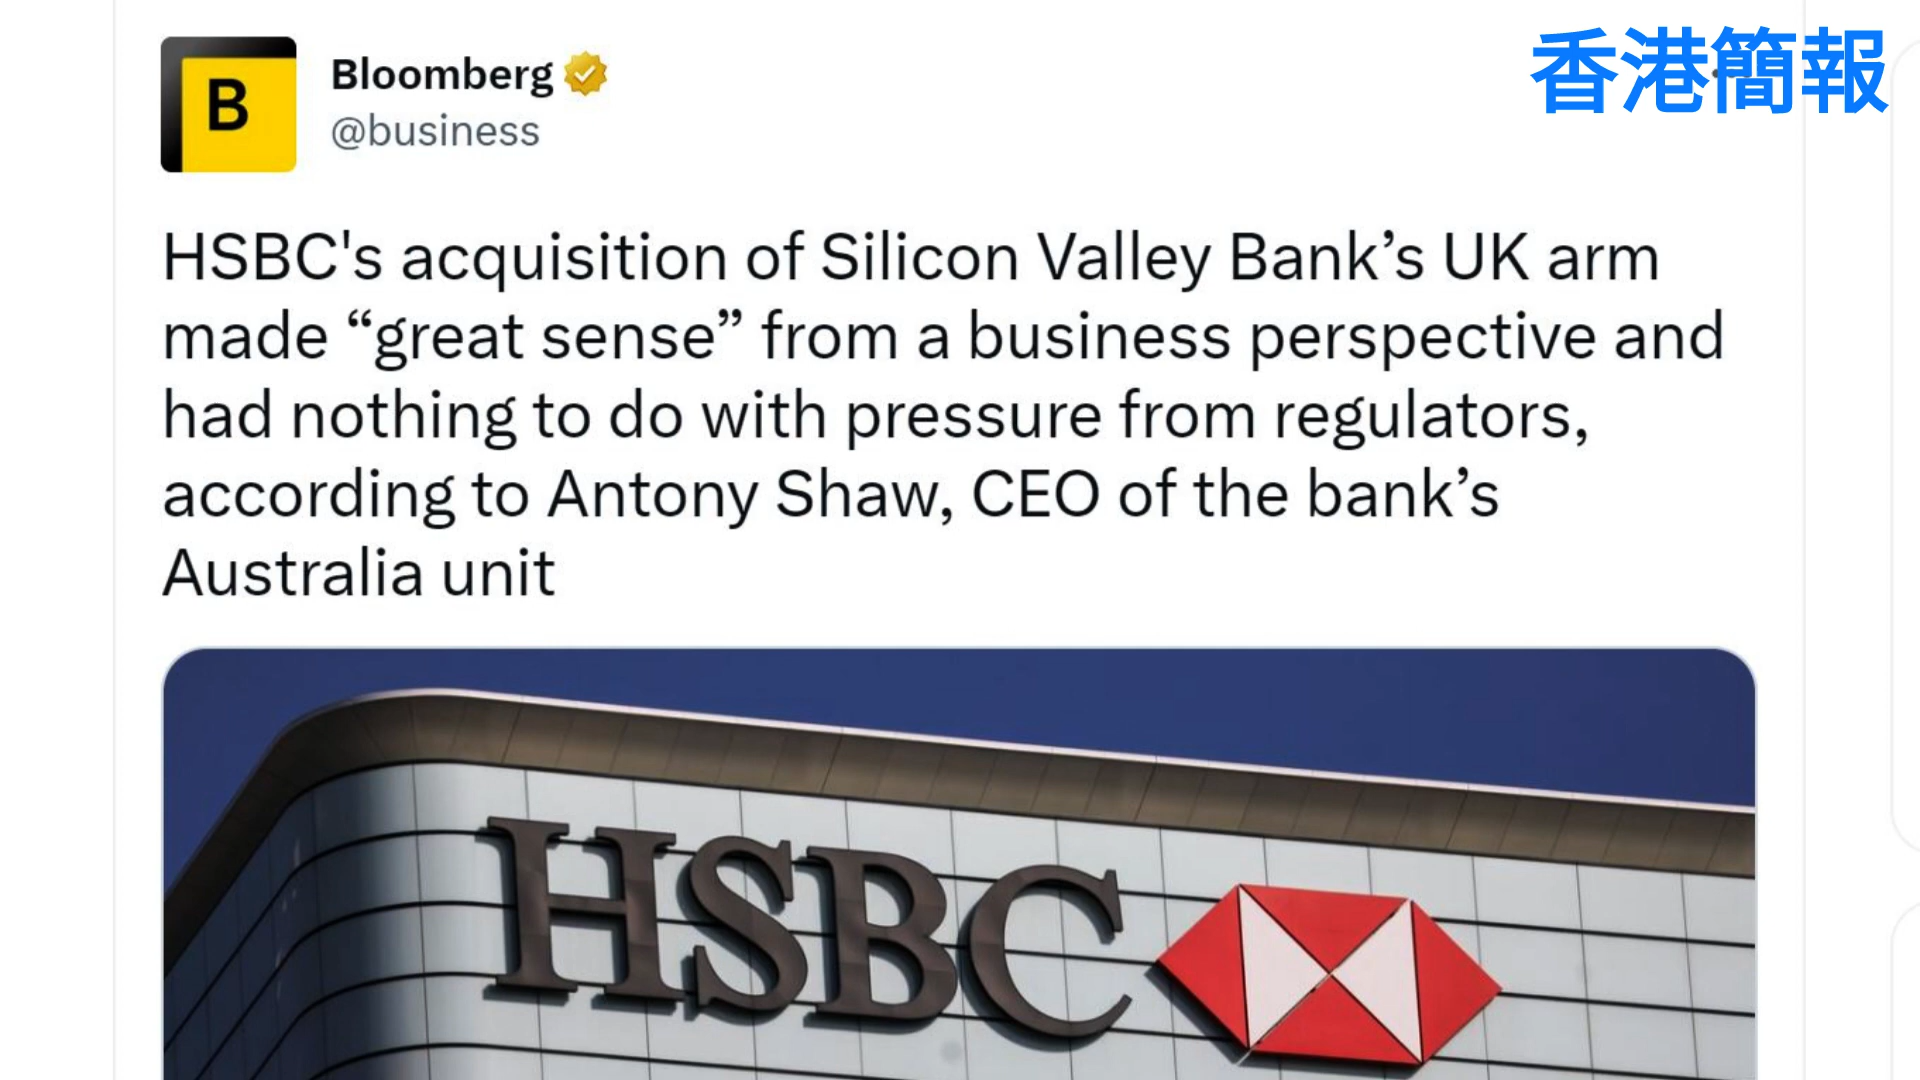 香港簡報
B
Bloomberg
@business
HSBC's acquisition of Silicon Valley Bank’s UK arm
made “great sense” from a business perspective and
had nothing to do with pressure from regulators,
according to Antony Shaw, CEO of the bank’s
Australia unit
HSBC